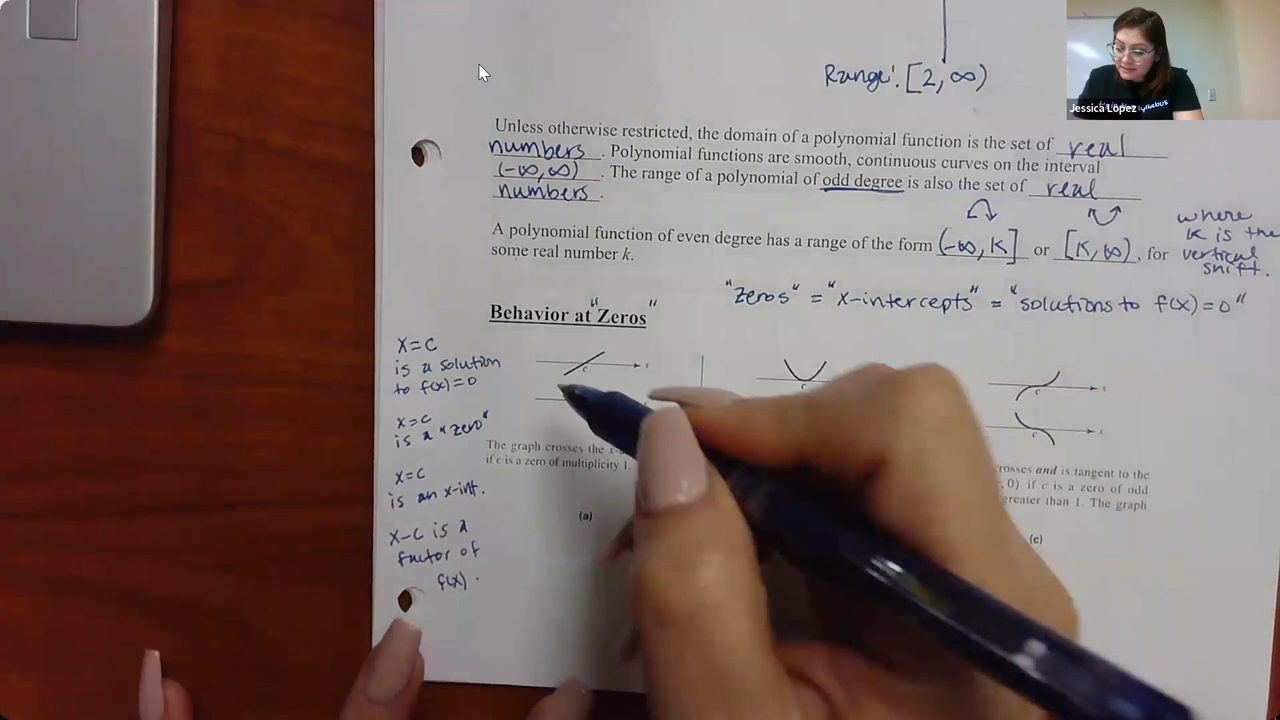 Range: [2, ∞)
Jessica Lopez
Unless otherwise restricted, the domain of a polynomial function is the set of real
numbers. Polynomial functions are smooth, continuous curves on the interval
(-∞, ∞). The range of a polynomial of odd degree is also the set of real
numbers.
A polynomial function of even degree has a range of the form (-∞, K] or [K, ∞), for
some real number k.
where
K is the
vertical
shift.
"zeros" = "x-intercepts" = "solutions to f(x)=0"
Behavior at "Zeros"
x=c
is a solution
to f(x)=0
x=c
is a "zero"
x=c
is an x-int.
x-c is a
factor of
f(x).
c
x
c
c
x
c
x
The graph crosses the
if c is a zero of multiplicity 1.
(a)
crosses and is tangent to the
, 0) if c is a zero of odd
greater than 1. The graph
(c)